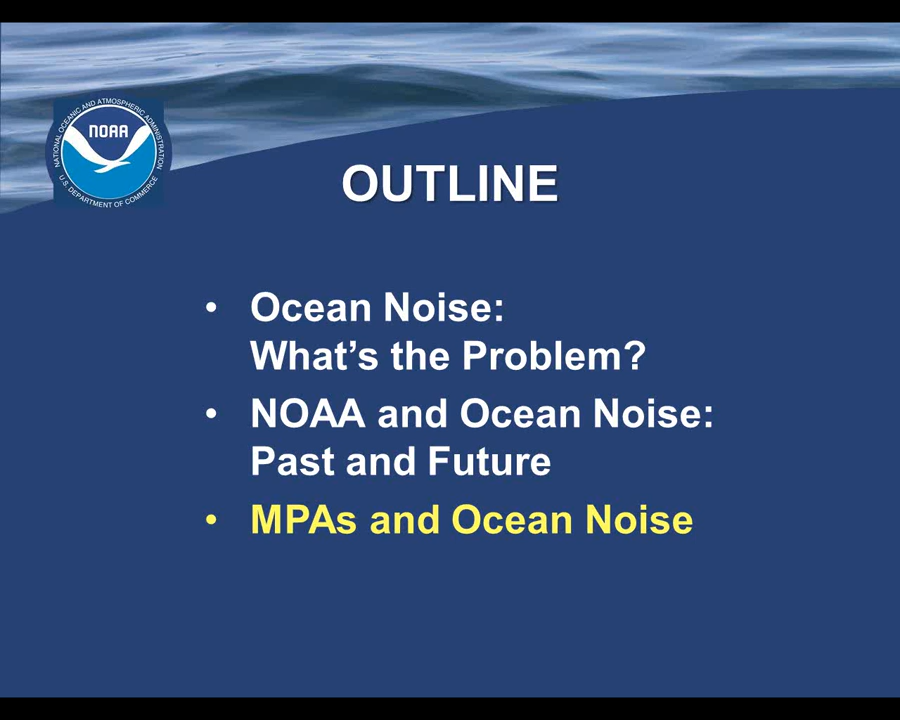 NATIONAL OCEANIC AND ATMOSPHERIC ADMINISTRATION
NOAA
U.S. DEPARTMENT OF COMMERCE
OUTLINE
• Ocean Noise:
What’s the Problem?
• NOAA and Ocean Noise:
Past and Future
• MPAs and Ocean Noise